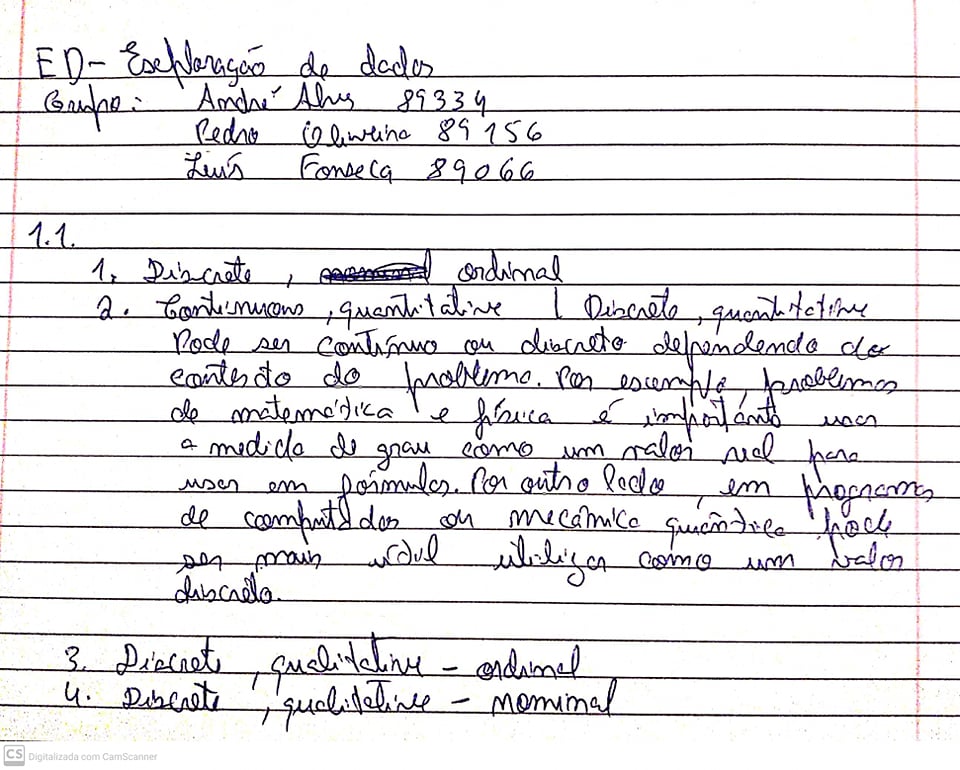 ED - Exploração de dados
Grupo: André Alves 89334
Pedro Oliveira 89156
Luís Fonseca 89066
1.1.
1. Discrete, ordinal
2. Continuous, quantitative | Discrete, quantitative
Pode ser contínuo ou discreto dependendo do
contexto do problema. Por exemplo, problemas
de matemática e física é importante usar
a medida de grau como um valor real para
usar em fórmulas. Por outro lado, em programas
de computador ou mecânica quântica pode
ser mais útil utilizar como um valor
discreto.
3. Discrete, qualitative - ordinal
4. Discrete, qualitative - nominal
CS Digitalizada com CamScanner